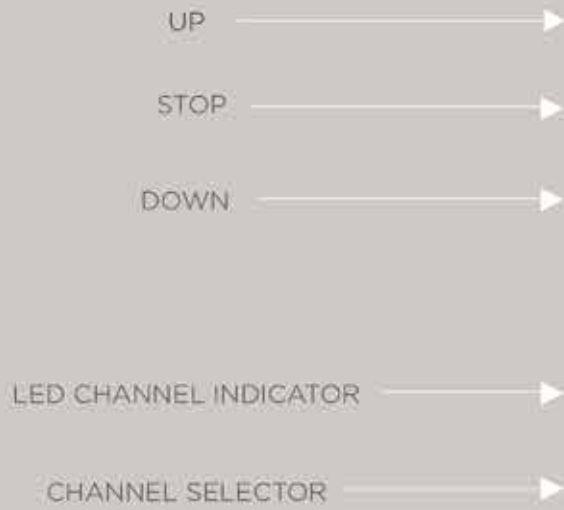 UP
STOP
DOWN
LED CHANNEL INDICATOR
CHANNEL SELECTOR